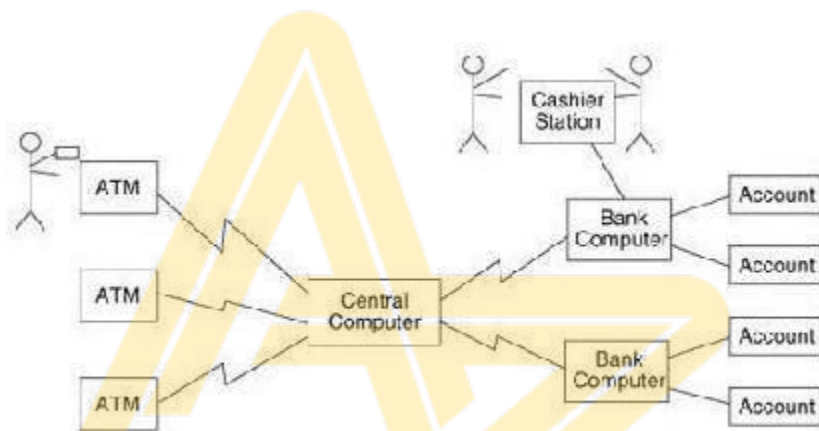 Cashier
Station
ATM
Bank
Computer
Account
Account
ATM
Central
Computer
Account
Bank
Computer
ATM
Account